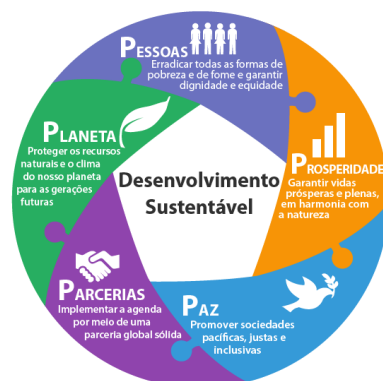 PESSOAS
Erradicar todas as formas de
pobreza e de fome e garantir
dignidade e equidade
PROSPERIDADE
Garantir vidas
prósperas e plenas,
em harmonia com
a natureza
PAZ
Promover sociedades
pacíficas, justas e
inclusivas
PARCERIAS
Implementar a agenda
por meio de uma
parceria global sólida
PLANETA
Proteger os recursos
naturais e o clima
do nosso planeta
para as gerações
futuras
Desenvolvimento
Sustentável